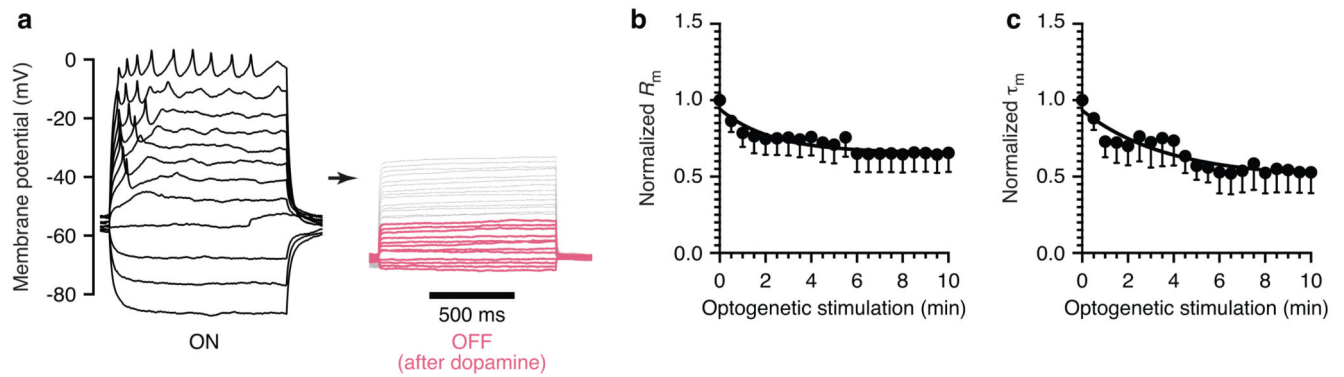 a
Membrane potential (mV)
0
-20
-40
-60
-80
ON
500 ms
OFF
(after dopamine)
b
Normalized Rm
1.5
1.0
0.5
0.0
0 2 4 6 8 10
Optogenetic stimulation (min)
c
Normalized τm
1.5
1.0
0.5
0.0
0 2 4 6 8 10
Optogenetic stimulation (min)